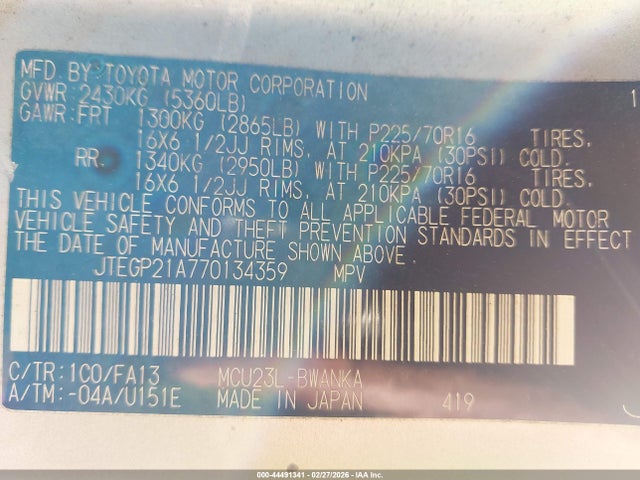 MFD. BY TOYOTA MOTOR CORPORATION
GVWR: 2430KG (5360LB)
GAWR: FRT 1300KG (2865LB) WITH P225/70R16 TIRES,
16X6 1/2JJ RIMS, AT 210KPA (30PSI) COLD.
RR. 1340KG (2950LB) WITH P225/70R16 TIRES,
16X6 1/2JJ RIMS, AT 210KPA (30PSI) COLD.
THIS VEHICLE CONFORMS TO ALL APPLICABLE FEDERAL MOTOR
VEHICLE SAFETY AND THEFT PREVENTION STANDARDS IN EFFECT
THE DATE OF MANUFACTURE SHOWN ABOVE.
JTEGP21A770134359 MPV
C/TR: 1C0/FA13 MCU23L-BWANKA
A/TM: -04A/U151E MADE IN JAPAN 419
000-44491341 - 02/27/2026 - IAA Inc.